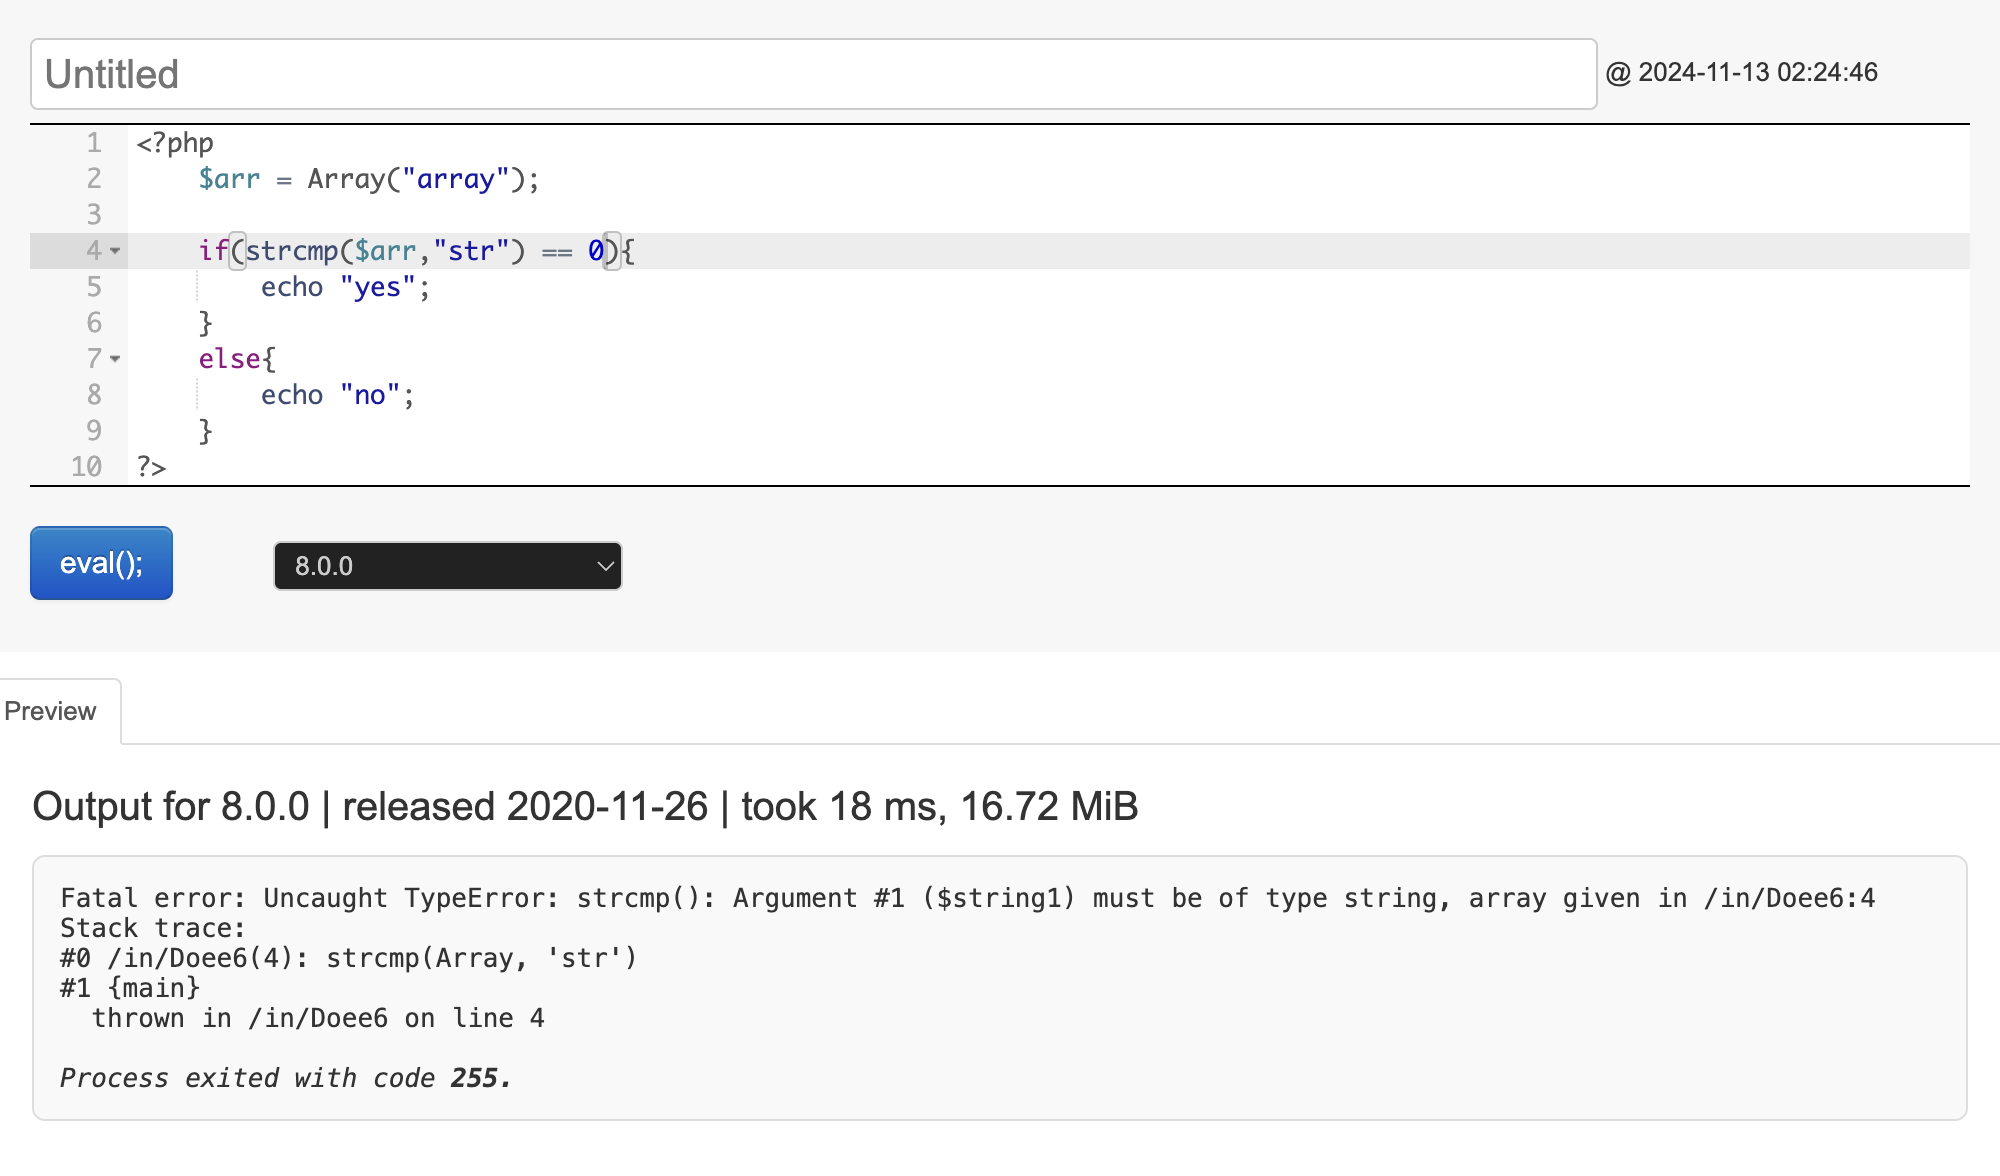 Untitled
@ 2024-11-13 02:24:46
1 <?php
2 $arr = Array("array");
3
4 if(strcmp($arr,"str") == 0){
5 echo "yes";
6 }
7 else{
8 echo "no";
9 }
10 ?>
eval();
8.0.0
Preview
Output for 8.0.0 | released 2020-11-26 | took 18 ms, 16.72 MiB
Fatal error: Uncaught TypeError: strcmp(): Argument #1 ($string1) must be of type string, array given in /in/Doee6:4
Stack trace:
#0 /in/Doee6(4): strcmp(Array, 'str')
#1 {main}
thrown in /in/Doee6 on line 4
Process exited with code 255.